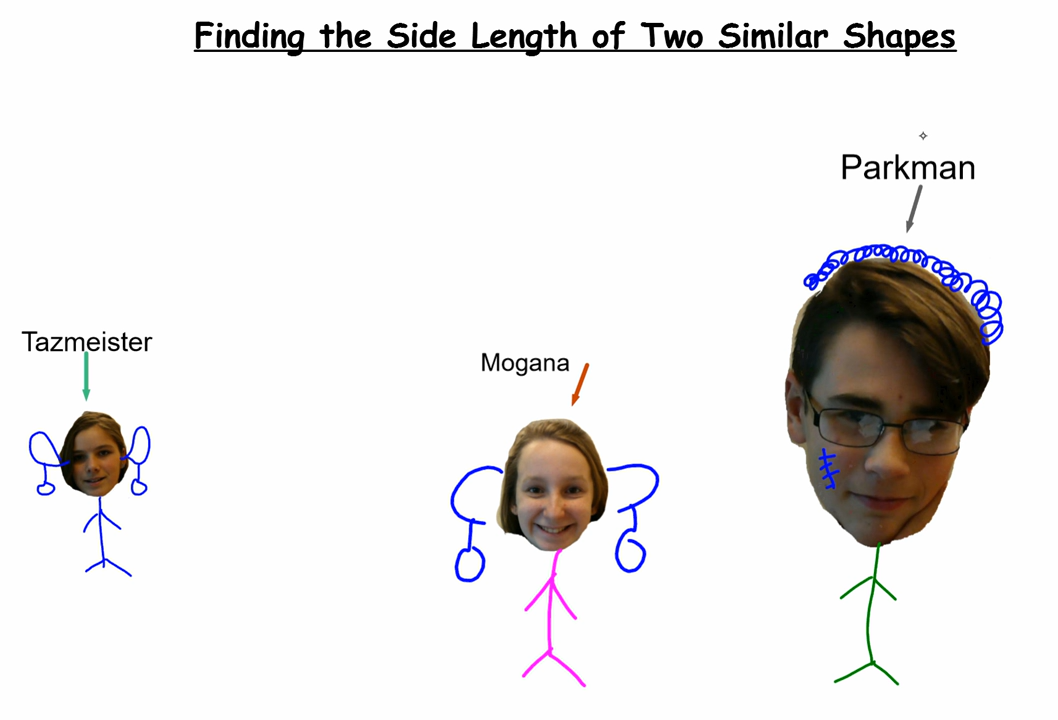 Finding the Side Length of Two Similar Shapes
Parkman
Tazmeister
Mogana